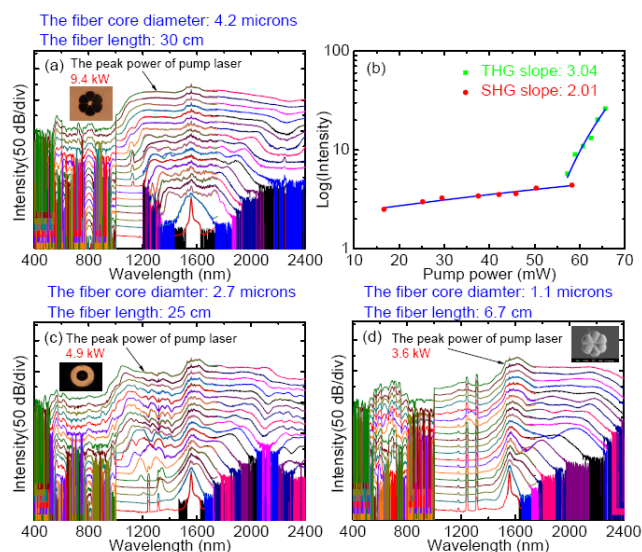 The fiber core diameter: 4.2 microns
The fiber length: 30 cm
(a)
The peak power of pump laser
9.4 kW
Intensity(50 dB/div)
400 800 1200 1600 2000 2400
Wavelength (nm)
(b)
THG slope: 3.04
SHG slope: 2.01
Log(Intensity)
100
10
1
10 20 30 40 50 60 70
Pump power (mW)
The fiber core diamter: 2.7 microns
The fiber length: 25 cm
(c)
The peak power of pump laser
4.9 kW
Intensity(50 dB/div)
400 800 1200 1600 2000 2400
Wavelength (nm)
The fiber core diamter: 1.1 microns
The fiber length: 6.7 cm
(d)
The peak power of pump laser
3.6 kW
Intensity(50 dB/div)
400 800 1200 1600 2000 2400
Wavelength (nm)